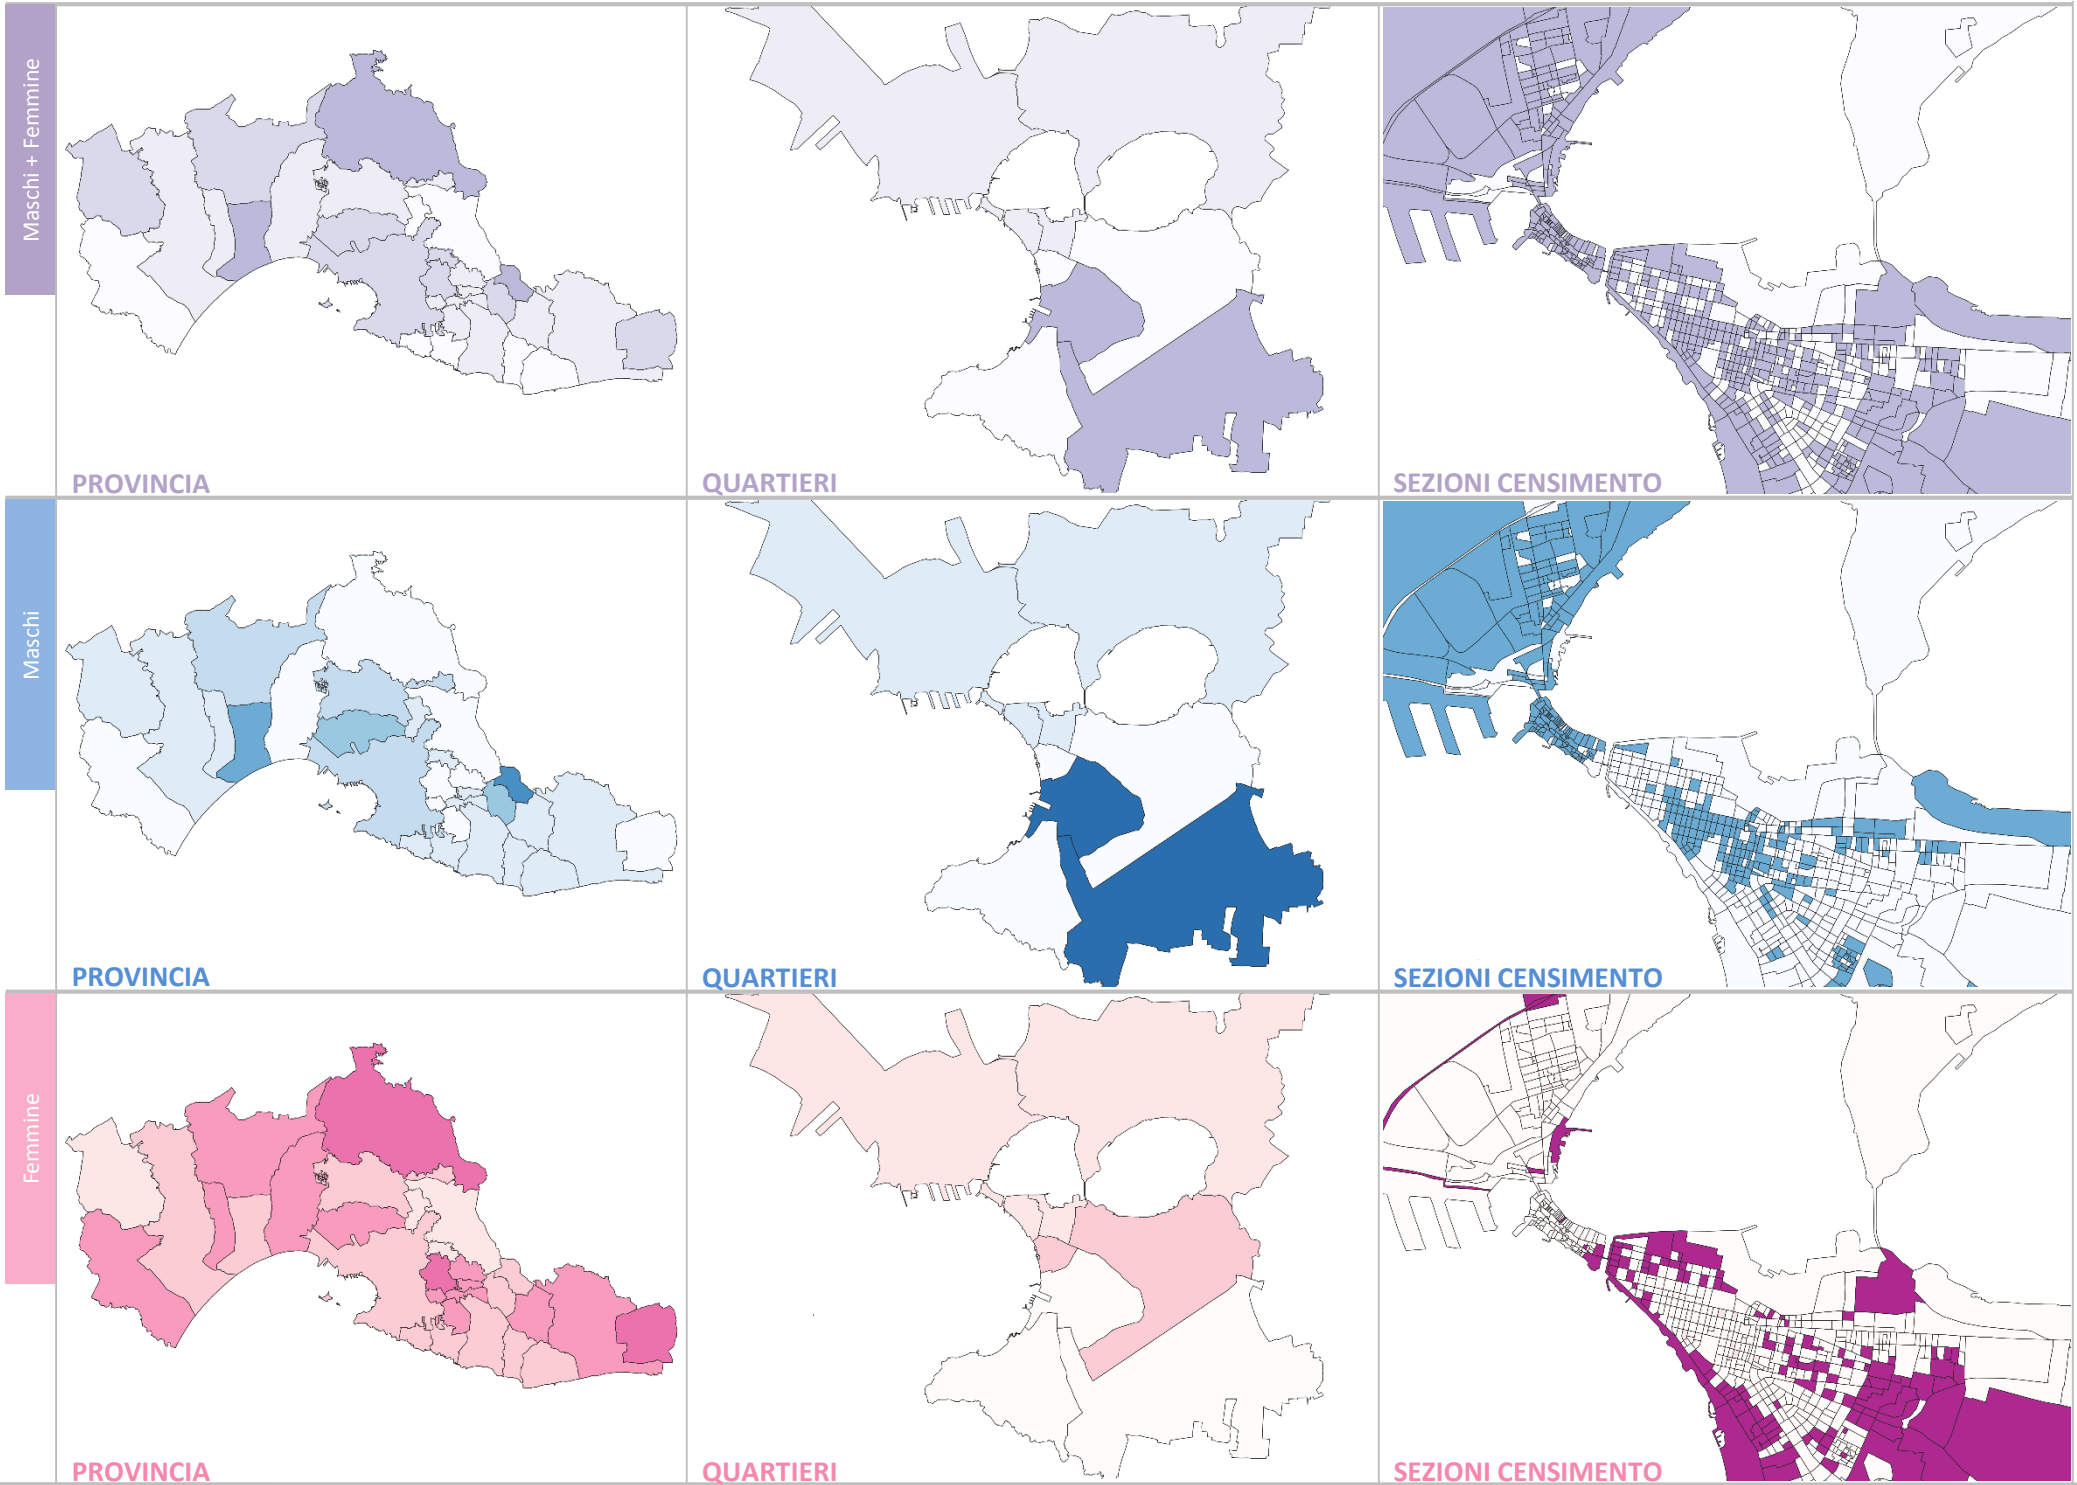 Maschi + Femmine
PROVINCIA
QUARTIERI
SEZIONI CENSIMENTO
Maschi
PROVINCIA
QUARTIERI
SEZIONI CENSIMENTO
Femmine
PROVINCIA
QUARTIERI
SEZIONI CENSIMENTO